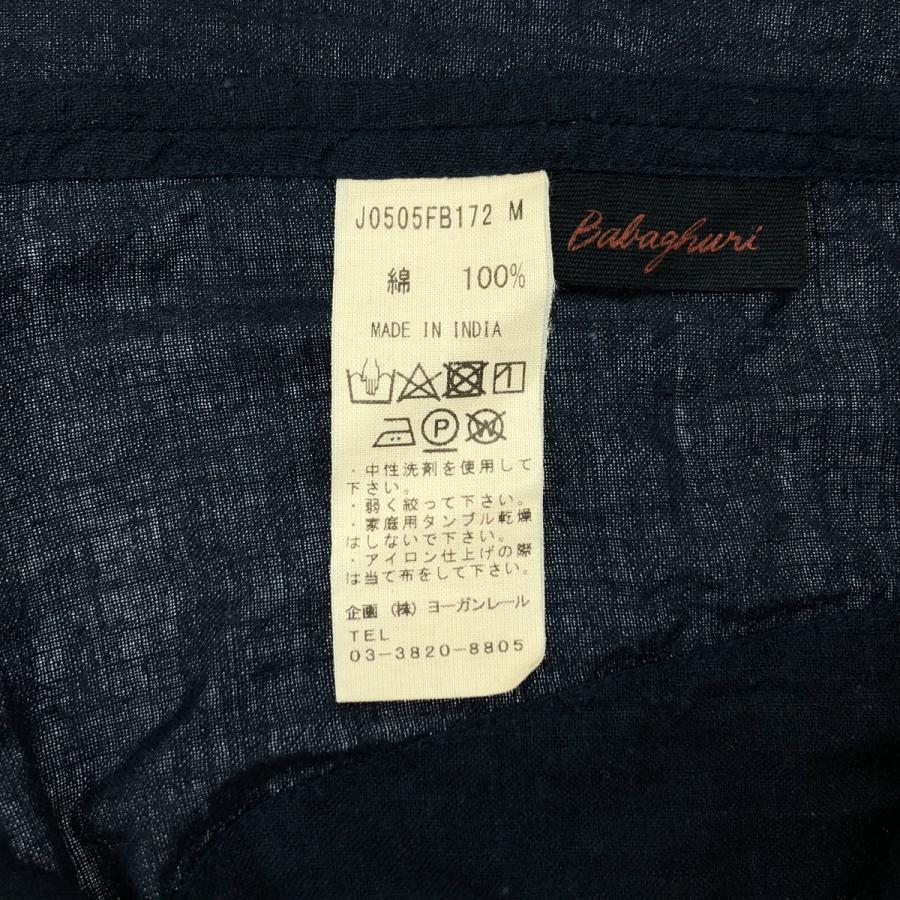 J0505FB172 M
Babaghuri
綿 100%
MADE IN INDIA
P
W
・中性洗剤を使用して
下さい。
・弱く絞って下さい。
・家庭用タンブル乾燥
はしないで下さい。
・アイロン仕上げの際
は当て布をして下さい。
企画 (株) ヨーガンレール
TEL
03-3820-8805